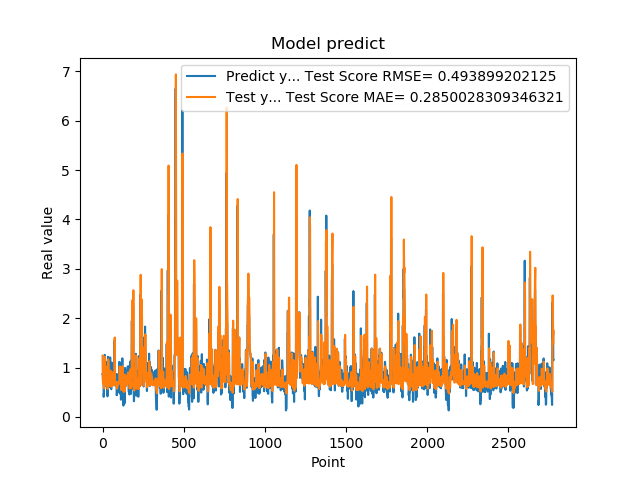 Model predict
Predict y... Test Score RMSE= 0.493899202125
Test y... Test Score MAE= 0.2850028309346321
7
6
5
4
3
2
1
0
Real value
0 500 1000 1500 2000 2500
Point